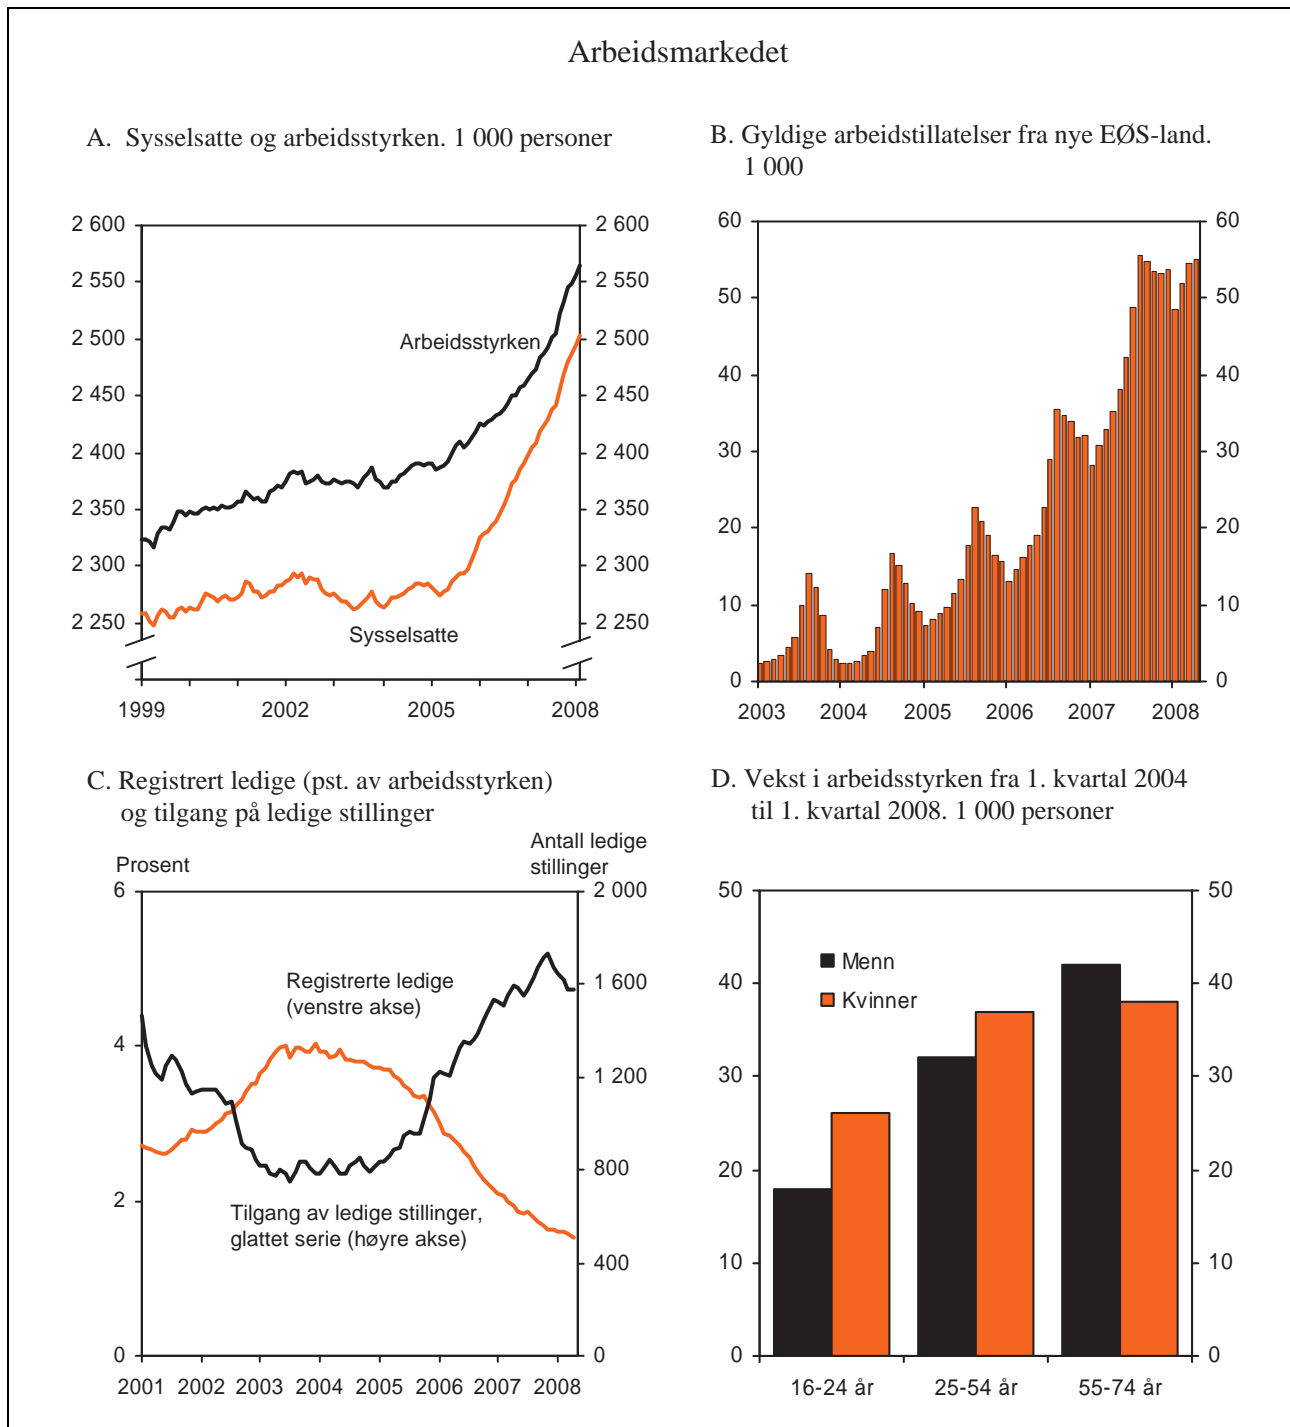 Arbeidsmarkedet
A. Sysselsatte og arbeidsstyrken. 1 000 personer
2 600
2 550
2 500
2 450
2 400
2 350
2 300
2 250
2 600
2 550
2 500
2 450
2 400
2 350
2 300
2 250
Arbeidsstyrken
Sysselsatte
1999 2002 2005 2008
B. Gyldige arbeidstillatelser fra nye EØS-land.
1 000
60
50
40
30
20
10
0
60
50
40
30
20
10
0
2003 2004 2005 2006 2007 2008
C. Registrert ledige (pst. av arbeidsstyrken)
og tilgang på ledige stillinger
Prosent
Antall ledige
stillinger
6
4
2
0
2 000
1 600
1 200
800
400
0
Registrerte ledige
(venstre akse)
Tilgang av ledige stillinger,
glattet serie (høyre akse)
2001 2002 2003 2004 2005 2006 2007 2008
D. Vekst i arbeidsstyrken fra 1. kvartal 2004
til 1. kvartal 2008. 1 000 personer
50
40
30
20
10
0
50
40
30
20
10
0
Menn
Kvinner
16-24 år 25-54 år 55-74 år